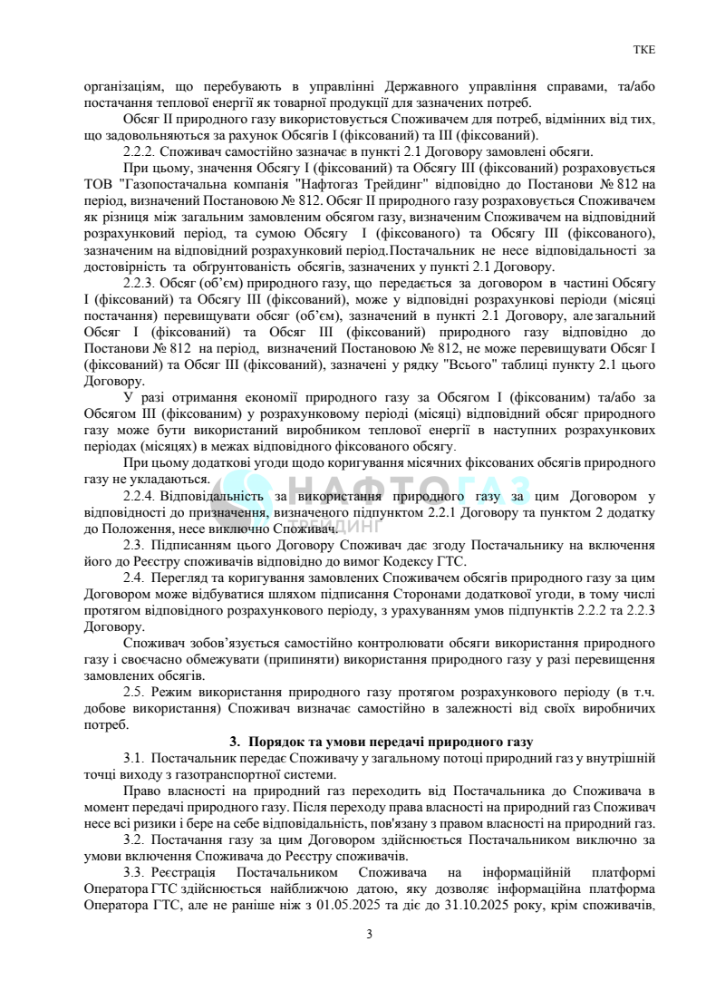 ТКЕ
організаціям, що перебувають в управлінні Державного управління справами, та/або
постачання теплової енергії як товарної продукції для зазначених потреб.
Обсяг ІІ природного газу використовується Споживачем для потреб, відмінних від тих,
що задовольняються за рахунок Обсягів І (фіксований) та ІІІ (фіксований).
2.2.2. Споживач самостійно зазначає в пункті 2.1 Договору замовлені обсяги.
При цьому, значення Обсягу І (фіксований) та Обсягу ІІІ (фіксований) розраховується
ТОВ "Газопостачальна компанія "Нафтогаз Трейдинг" відповідно до Постанови № 812 на
період, визначений Постановою № 812. Обсяг ІІ природного газу розраховується Споживачем
як різниця між загальним замовленим обсягом газу, визначеним Споживачем на відповідний
розрахунковий період, та сумою Обсягу І (фіксованого) та Обсягу ІІІ (фіксованого),
зазначеним на відповідний розрахунковий період.Постачальник не несе відповідальності за
достовірність та обґрунтованість обсягів, зазначених у пункті 2.1 Договору.
2.2.3. Обсяг (об’єм) природного газу, що передається за договором в частині Обсягу
І (фіксований) та Обсягу ІІІ (фіксований), може у відповідні розрахункові періоди (місяці
постачання) перевищувати обсяг (об’єм), зазначений в пункті 2.1 Договору, але загальний
Обсяг І (фіксований) та Обсяг ІІІ (фіксований) природного газу відповідно до
Постанови № 812 на період, визначений Постановою № 812, не може перевищувати Обсяг І
(фіксований) та Обсяг ІІІ (фіксований), зазначені у рядку "Всього" таблиці пункту 2.1 цього
Договору.
У разі отримання економії природного газу за Обсягом І (фіксованим) та/або за
Обсягом ІІІ (фіксованим) у розрахунковому періоді (місяці) відповідний обсяг природного
газу може бути використаний виробником теплової енергії в наступних розрахункових
періодах (місяцях) в межах відповідного фіксованого обсягу.
При цьому додаткові угоди щодо коригування місячних фіксованих обсягів природного
газу не укладаються.
НАФТОГАЗ
2.2.4. Відповідальність за використання природного газу за цим Договором у
відповідності до призначення, визначеного підпунктом 2.2.1 Договору та пунктом 2 додатку
ТРЕЙДИНГ
до Положення, несе виключно Споживач.
2.3. Підписанням цього Договору Споживач дає згоду Постачальнику на включення
його до Реєстру споживачів відповідно до вимог Кодексу ГТС.
2.4. Перегляд та коригування замовлених Споживачем обсягів природного газу за цим
Договором може відбуватися шляхом підписання Сторонами додаткової угоди, в тому числі
протягом відповідного розрахункового періоду, з урахуванням умов підпунктів 2.2.2 та 2.2.3
Договору.
Споживач зобов’язується самостійно контролювати обсяги використання природного
газу і своєчасно обмежувати (припиняти) використання природного газу у разі перевищення
замовлених обсягів.
2.5. Режим використання природного газу протягом розрахункового періоду (в т.ч.
добове використання) Споживач визначає самостійно в залежності від своїх виробничих
потреб.
3. Порядок та умови передачі природного газу
3.1. Постачальник передає Споживачу у загальному потоці природний газ у внутрішній
точці виходу з газотранспортної системи.
Право власності на природний газ переходить від Постачальника до Споживача в
момент передачі природного газу. Після переходу права власності на природний газ Споживач
несе всі ризики і бере на себе відповідальність, пов'язану з правом власності на природний газ.
3.2. Постачання газу за цим Договором здійснюється Постачальником виключно за
умови включення Споживача до Реєстру споживачів.
3.3. Реєстрація Постачальником Споживача на інформаційній платформі
Оператора ГТС здійснюється найближчою датою, яку дозволяє інформаційна платформа
Оператора ГТС, але не раніше ніж з 01.05.2025 та діє до 31.10.2025 року, крім споживачів,
3